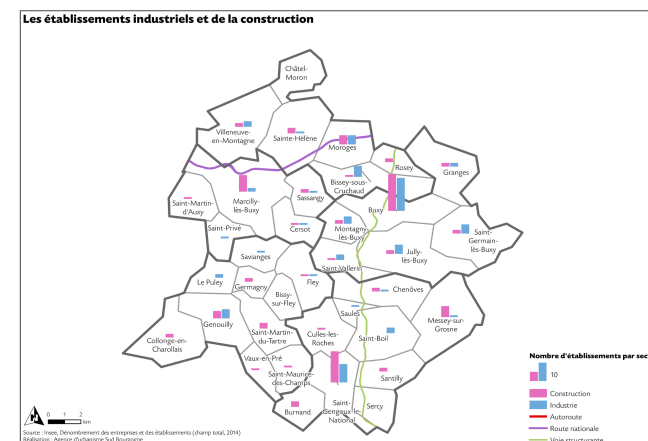 Les établissements industriels et de la construction
Châtel-
Moron
Villeneuve-
en-Montagne
Sainte-Hélène
Moroges
Rosey
Granges
Bissey-sous-
Cruchaud
Saint-Martin-
d'Auxy
Marcilly-
lès-Buxy
Sassangy
Buxy
Saint-Privé
Cersot
Montagny-
lès-Buxy
Saint-
Germain-
lès-Buxy
Jully-
lès-Buxy
Savianges
Saint-Vallerin
Le Puley
Germagny
Fley
Chenôves
Bissy-
sur-Fley
Saules
Messey-sur-
Grosne
Genouilly
Saint-Martin-
du-Tartre
Culles-les-
Roches
Saint-Boil
Collonge-en-
Charollais
Vaux-en-Pré
Saint-Maurice-
des-Champs
Santilly
Burnand
Saint-
Gengoux-le-
National
Sercy
Nombre d'établissements par sect
10
Construction
Industrie
Autoroute
Route nationale
Voie structurante
N
0 1 2
km
Source : Insee, Dénombrement des entreprises et des établissements (champ total, 2014)
Réalisation : Agence d'urbanisme Sud Bourgogne